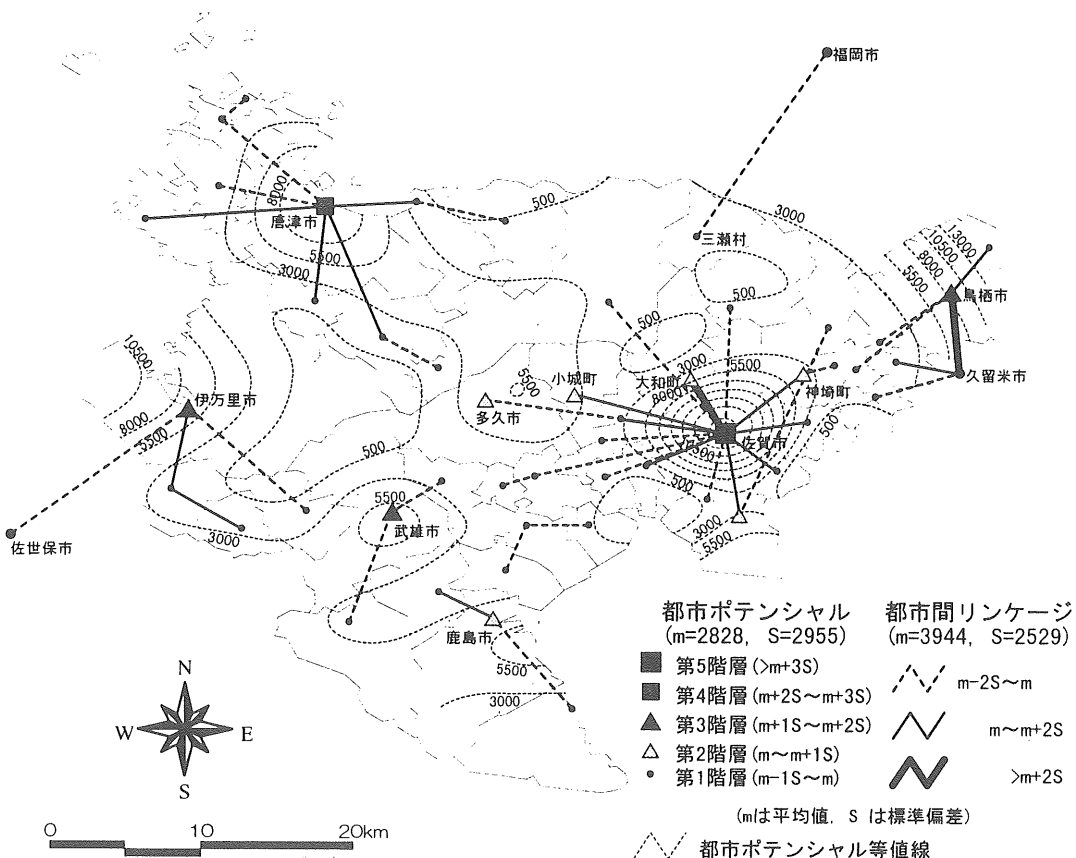 福岡市
8000
唐津市
5500
3000
500
三瀬村
3000
13000
10500
8000
5500
鳥栖市
久留米市
500
500
3000
5500
大和町
8000
神埼町
小城町
5500
多久市
佐賀市
7500
500
500
3000
5500
10500
伊万里市
8000
5500
500
3000
佐世保市
5500
武雄市
鹿島市
5500
3000
N
W
E
S
0
10
20km
都市ポテンシャル
(m=2828, S=2955)
第5階層(>m+3S)
第4階層(m+2S~m+3S)
第3階層(m+1S~m+2S)
第2階層(m~m+1S)
第1階層(m-1S~m)
都市間リンケージ
(m=3944, S=2529)
m-2S~m
m~m+2S
>m+2S
(mは平均値, S は標準偏差)
都市ポテンシャル等値線